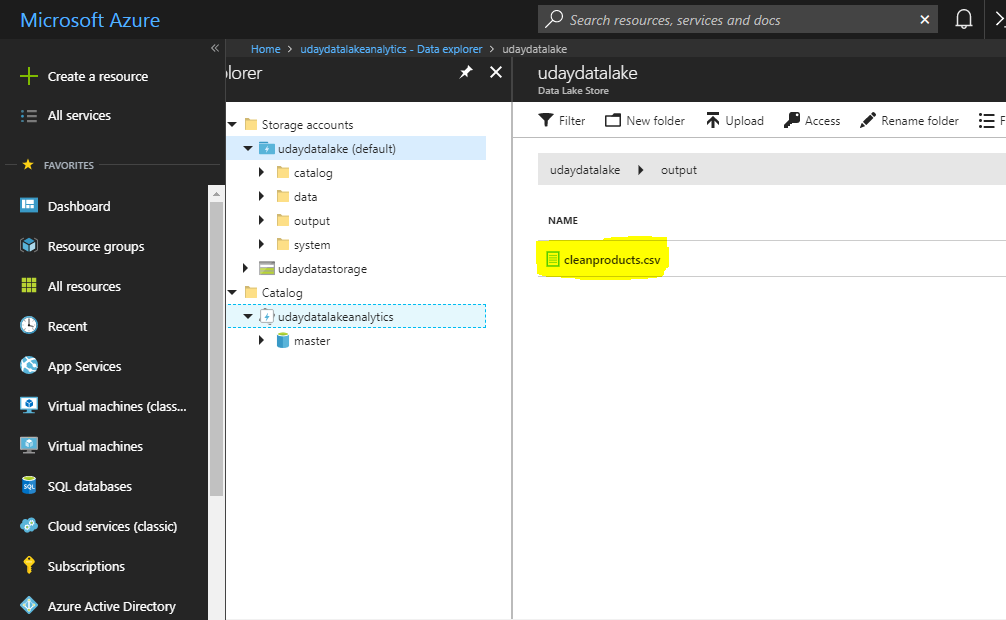 Microsoft Azure
Search resources, services and docs
Home > udaydatalakeanalytics - Data explorer > udaydatalake
Create a resource
All services
FAVORITES
Dashboard
Resource groups
All resources
Recent
App Services
Virtual machines (class...
Virtual machines
SQL databases
Cloud services (classic)
Subscriptions
Azure Active Directory
lorer
Storage accounts
udaydatalake (default)
catalog
data
output
system
udaydatastorage
Catalog
udaydatalakeanalytics
master
udaydatalake
Data Lake Store
Filter New folder Upload Access Rename folder F
udaydatalake output
NAME
cleanproducts.csv